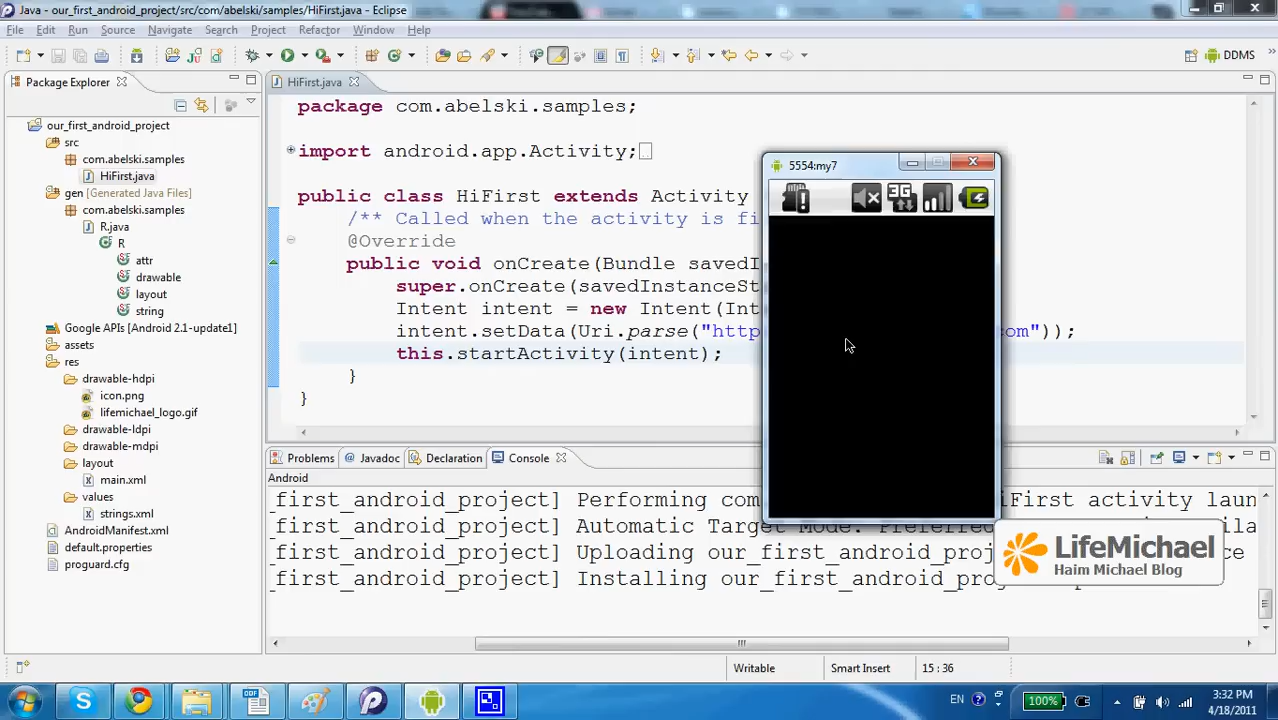 Java - our_first_android_project/src/com/abelski/samples/HiFirst.java - Eclipse
File Edit Run Source Navigate Search Project Refactor Window Help
DDMS
Package Explorer
HiFirst.java
our_first_android_project
src
com.abelski.samples
HiFirst.java
gen [Generated Java Files]
com.abelski.samples
R.java
R
attr
drawable
layout
string
Google APIs [Android 2.1-update1]
assets
res
drawable-hdpi
icon.png
lifemichael_logo.gif
drawable-ldpi
drawable-mdpi
layout
main.xml
values
strings.xml
AndroidManifest.xml
default.properties
proguard.cfg
package com.abelski.samples;
import android.app.Activity;
public class HiFirst extends Activity
/** Called when the activity is fi
@Override
public void onCreate(Bundle savedI
super.onCreate(savedInstanceSt
Intent intent = new Intent(Int
intent.setData(Uri.parse("http om"));
this.startActivity(intent);
}
}
5554:my7
3G
Problems @ Javadoc Declaration Console
Android
_first_android_project] Performing com iFirst activity laun
_first_android_project] Automatic Target Mode: Preferred ila
_first_android_project] Uploading our_first_android_proj ce
_first_android_project] Installing our_first_android_pro
LifeMichael
Haim Michael Blog
Writable Smart Insert 15 : 36
EN 100% 3:32 PM
4/18/2011